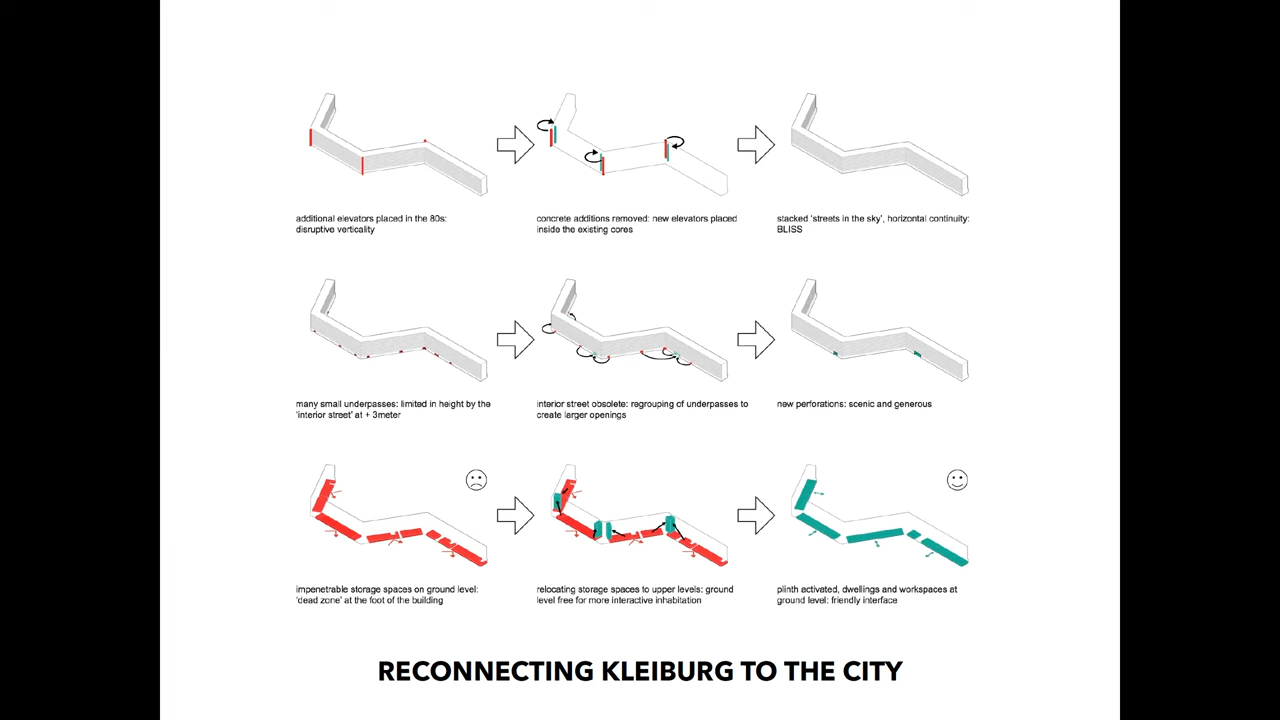 additional elevators placed in the 80s:
disruptive verticality
concrete additions removed: new elevators placed
inside the existing cores
stacked 'streets in the sky', horizontal continuity:
BLISS
many small underpasses: limited in height by the
'interior street' at + 3meter
interior street obsolete: regrouping of underpasses to
create larger openings
new perforations: scenic and generous
impenetrable storage spaces on ground level:
'dead zone' at the foot of the building
relocating storage spaces to upper levels: ground
level free for more interactive inhabitation
plinth activated, dwellings and workspaces at
ground level: friendly interface
RECONNECTING KLEIBURG TO THE CITY